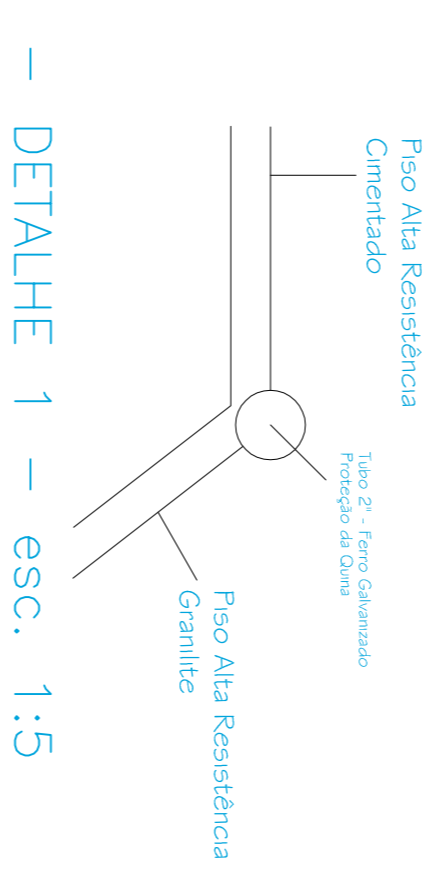 Piso Alta Resistência
Cimentado
Tubo 2" - Ferro Galvanizado
Proteção da Quina
Piso Alta Resistência
Granilite
- DETALHE 1 - esc. 1:5